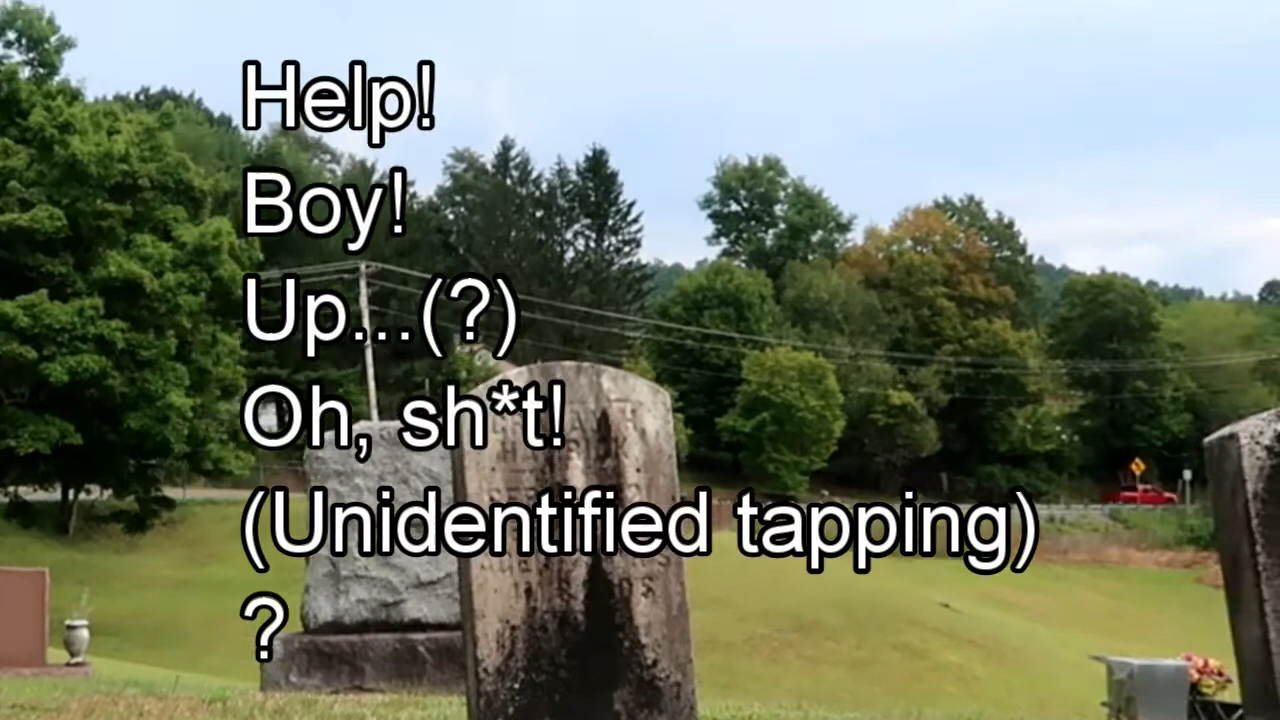 Help!
Boy!
Up...(?)
Oh, sh*t!
(Unidentified tapping)
?